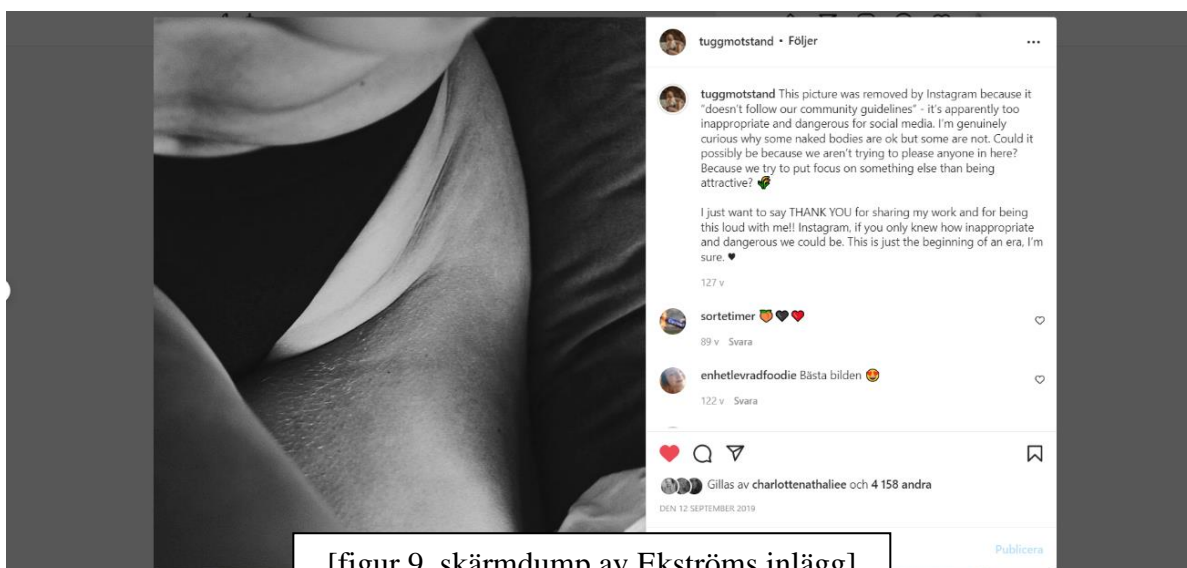 tuggmotstand • Följer
tuggmotstand This picture was removed by Instagram because it
"doesn't follow our community guidelines" - it's apparently too
inappropriate and dangerous for social media. I'm genuinely
curious why some naked bodies are ok but some are not. Could it
possibly be because we aren't trying to please anyone in here?
Because we try to put focus on something else than being
attractive?
I just want to say THANK YOU for sharing my work and for being
this loud with me!! Instagram, if you only knew how inappropriate
and dangerous we could be. This is just the beginning of an era, I'm
sure. ♥
127 v
sortetimer 🍑🖤❤️
89 v Svara
enhetlevradfoodie Bästa bilden 😍
122 v Svara
Gillas av charlottenathaliee och 4 158 andra
DEN 12 SEPTEMBER 2019
Publicera
[figur 9, skärmdump av Ekströms inlägg]